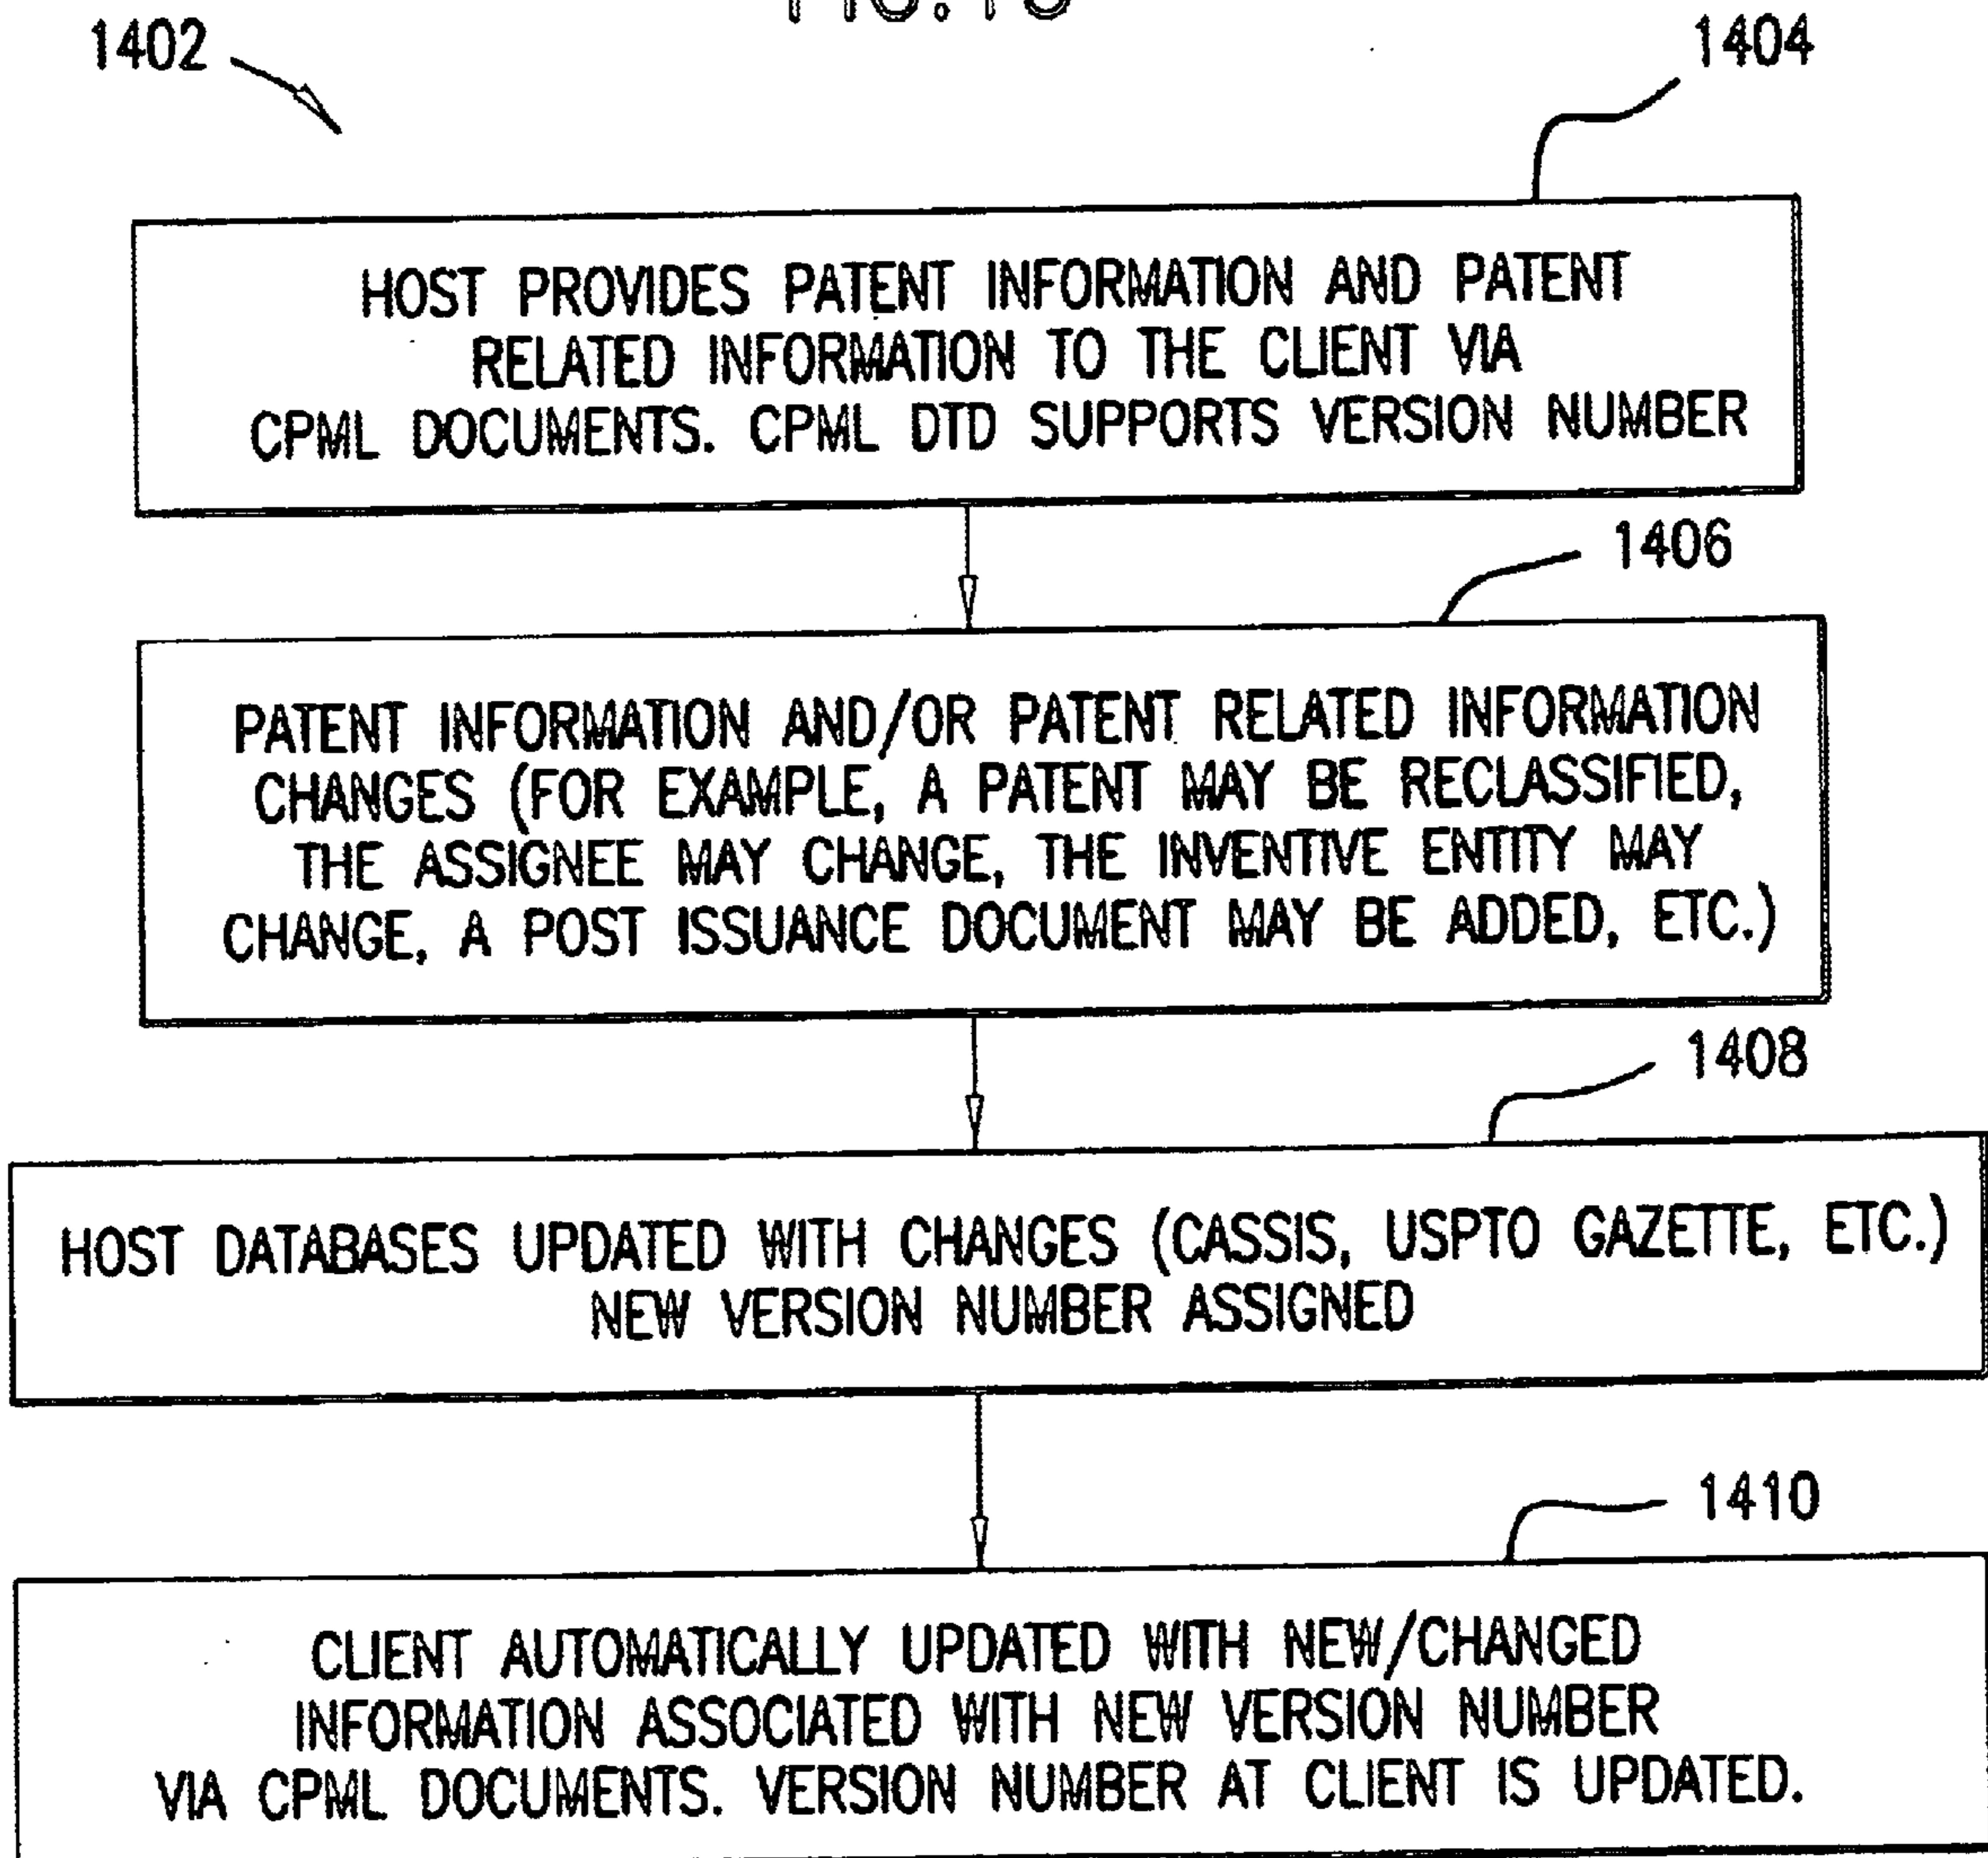 1402
1404
HOST PROVIDES PATENT INFORMATION AND PATENT
RELATED INFORMATION TO THE CLIENT VIA
CPML DOCUMENTS. CPML DTD SUPPORTS VERSION NUMBER
1406
PATENT INFORMATION AND/OR PATENT RELATED INFORMATION
CHANGES (FOR EXAMPLE, A PATENT MAY BE RECLASSIFIED,
THE ASSIGNEE MAY CHANGE, THE INVENTIVE ENTITY MAY
CHANGE, A POST ISSUANCE DOCUMENT MAY BE ADDED, ETC.)
1408
HOST DATABASES UPDATED WITH CHANGES (CASSIS, USPTO GAZETTE, ETC.)
NEW VERSION NUMBER ASSIGNED
1410
CLIENT AUTOMATICALLY UPDATED WITH NEW/CHANGED
INFORMATION ASSOCIATED WITH NEW VERSION NUMBER
VIA CPML DOCUMENTS. VERSION NUMBER AT CLIENT IS UPDATED.